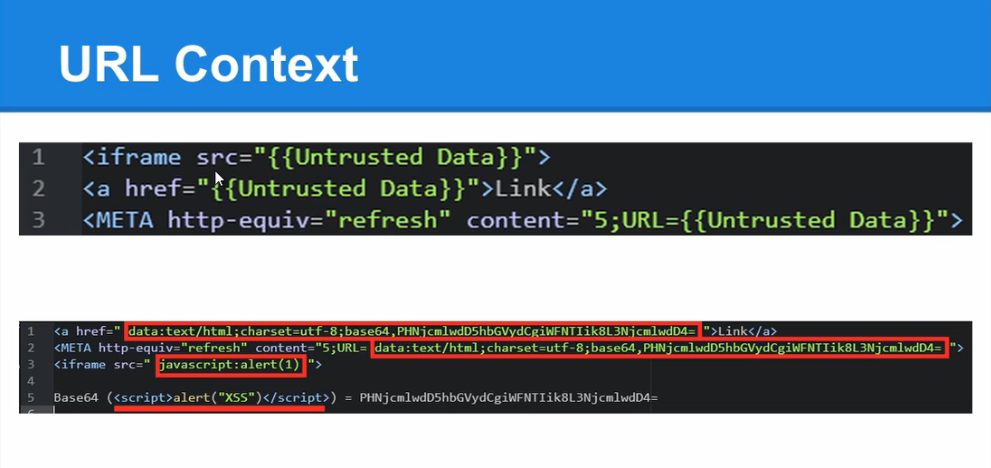 URL Context
1 <iframe src="{{Untrusted Data}}">
2 <a href="{{Untrusted Data}}">Link</a>
3 <META http-equiv="refresh" content="5;URL={{Untrusted Data}}">
1 <a href=" data:text/html;charset=utf-8;base64,PHNjcmlwdD5hbGVydCgiWFNTIik8L3NjcmlwdD4= ">Link</a>
2 <META http-equiv="refresh" content="5;URL= data:text/html;charset=utf-8;base64,PHNjcmlwdD5hbGVydCgiWFNTIik8L3NjcmlwdD4= ">
3 <iframe src=" javascript:alert(1) ">
4
5 Base64 (<script>alert("XSS")</script>) = PHNjcmlwdD5hbGVydCgiWFNTIik8L3NjcmlwdD4=
6